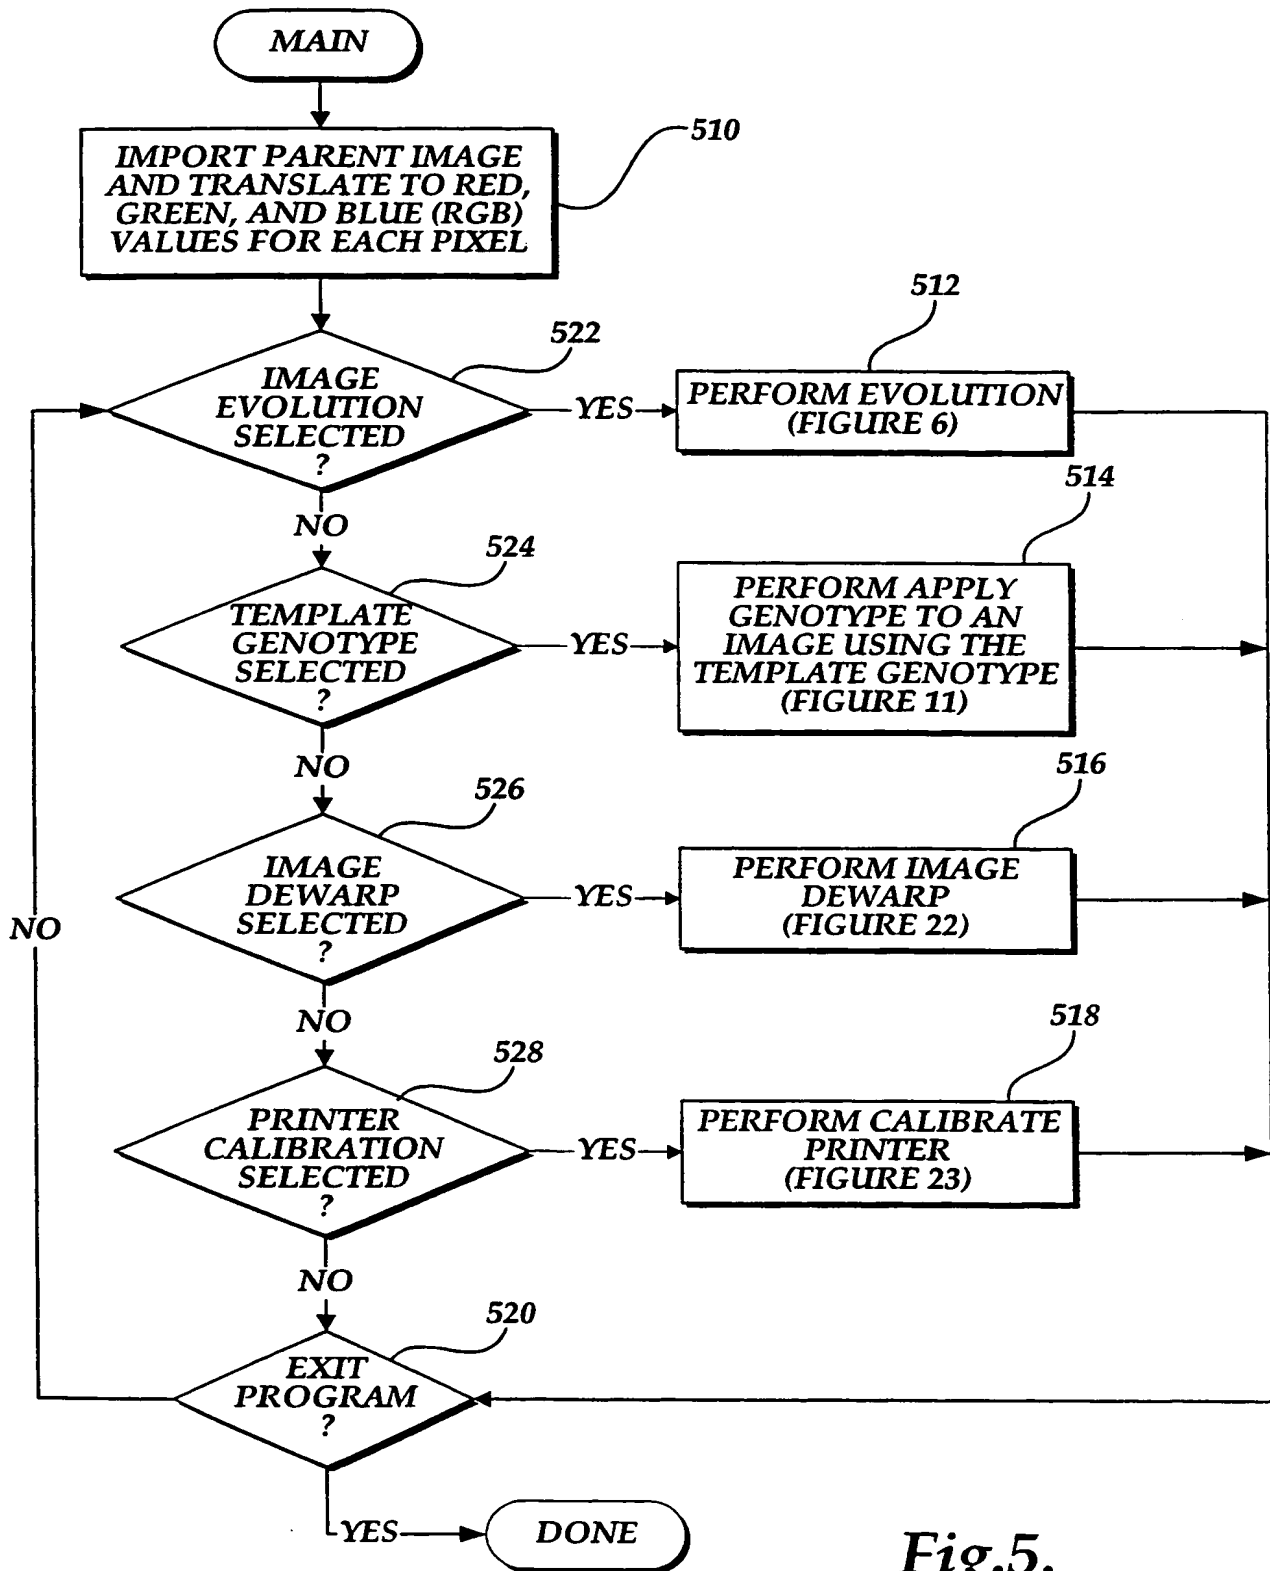 MAIN
510
IMPORT PARENT IMAGE
AND TRANSLATE TO RED,
GREEN, AND BLUE (RGB)
VALUES FOR EACH PIXEL
512
522
IMAGE
EVOLUTION
SELECTED
?
YES
PERFORM EVOLUTION
(FIGURE 6)
NO
514
524
TEMPLATE
GENOTYPE
SELECTED
?
YES
PERFORM APPLY
GENOTYPE TO AN
IMAGE USING THE
TEMPLATE GENOTYPE
(FIGURE 11)
NO
516
526
IMAGE
DEWARP
SELECTED
?
YES
PERFORM IMAGE
DEWARP
(FIGURE 22)
NO
NO
518
528
PRINTER
CALIBRATION
SELECTED
?
YES
PERFORM CALIBRATE
PRINTER
(FIGURE 23)
NO
520
EXIT
PROGRAM
?
YES
DONE
Fig.5.